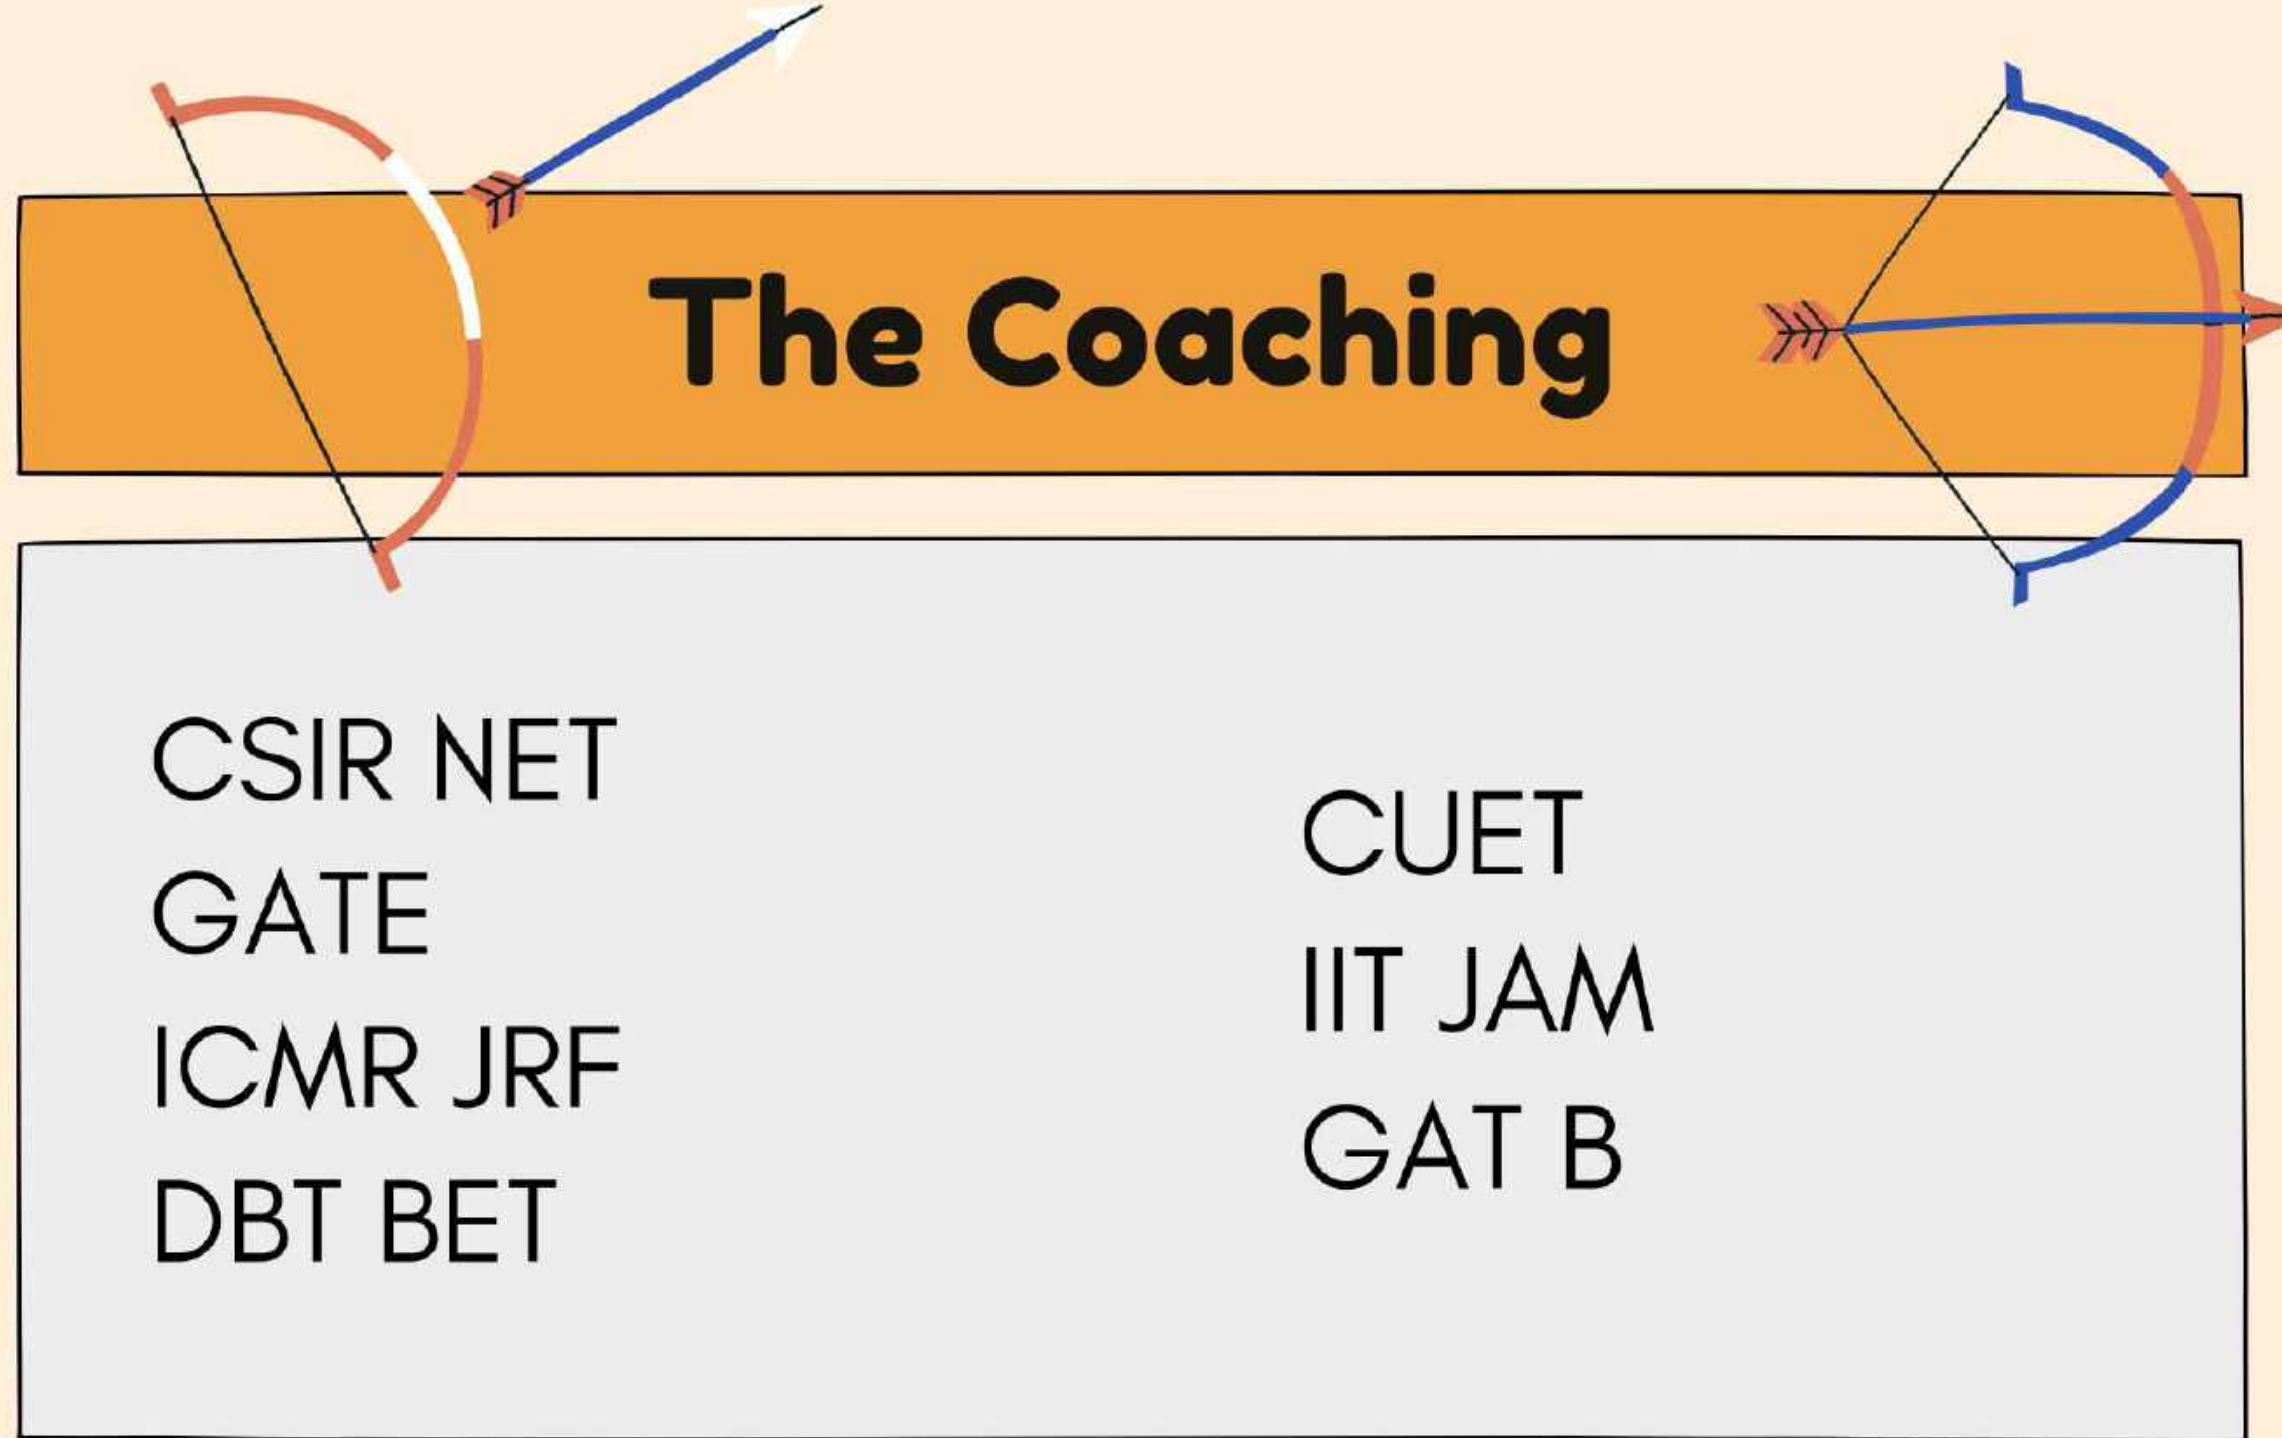 The Coaching
CSIR NET
GATE
ICMR JRF
DBT BET
CUET
IIT JAM
GAT B